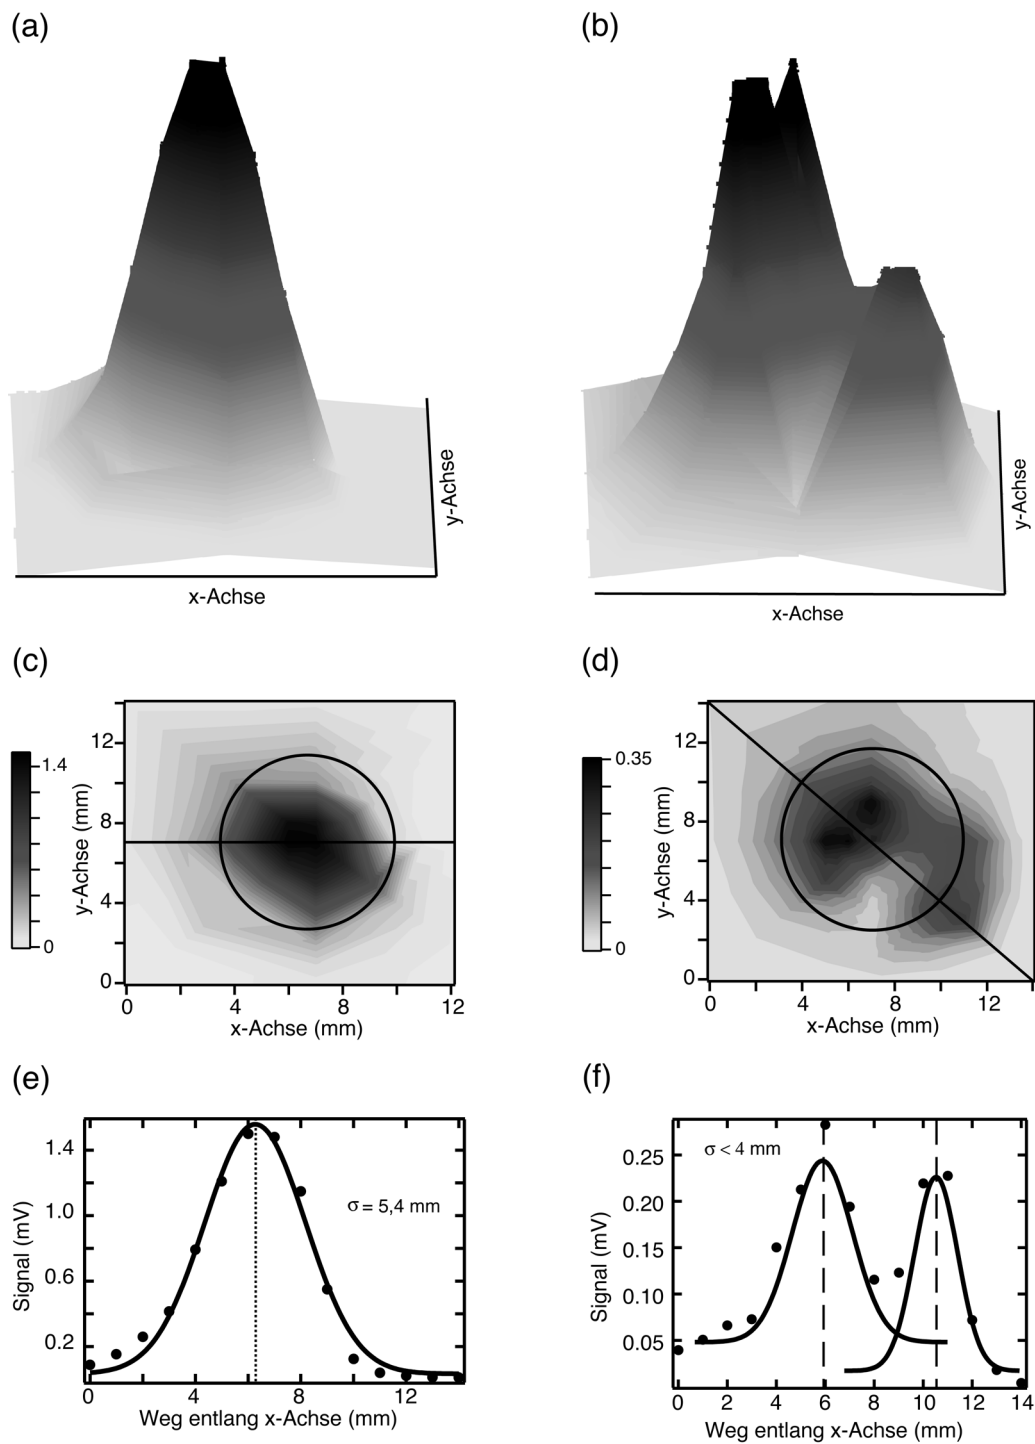 (a)
(b)
y-Achse
x-Achse
y-Achse
x-Achse
(c)
1.4
0
y-Achse (mm)
12
8
4
0
0 4 8 12
x-Achse (mm)
(d)
0.35
0
y-Achse (mm)
12
8
4
0
0 4 8 12
x-Achse (mm)
(e)
Signal (mV)
1.4
1.0
0.6
0.2
σ = 5,4 mm
0 4 8 12
Weg entlang x-Achse (mm)
(f)
Signal (mV)
0.25
0.20
0.15
0.10
0.05
σ < 4 mm
0 2 4 6 8 10 12 14
Weg entlang x-Achse (mm)